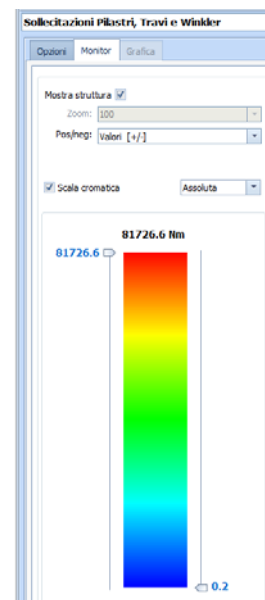 Sollecitazioni Pilastri, Travi e Winkler
Opzioni Monitor Grafica
Mostra struttura
Zoom: 100
Pos/neg: Valori [+/-]
Scala cromatica Assoluta
81726.6 Nm
81726.6
0.2